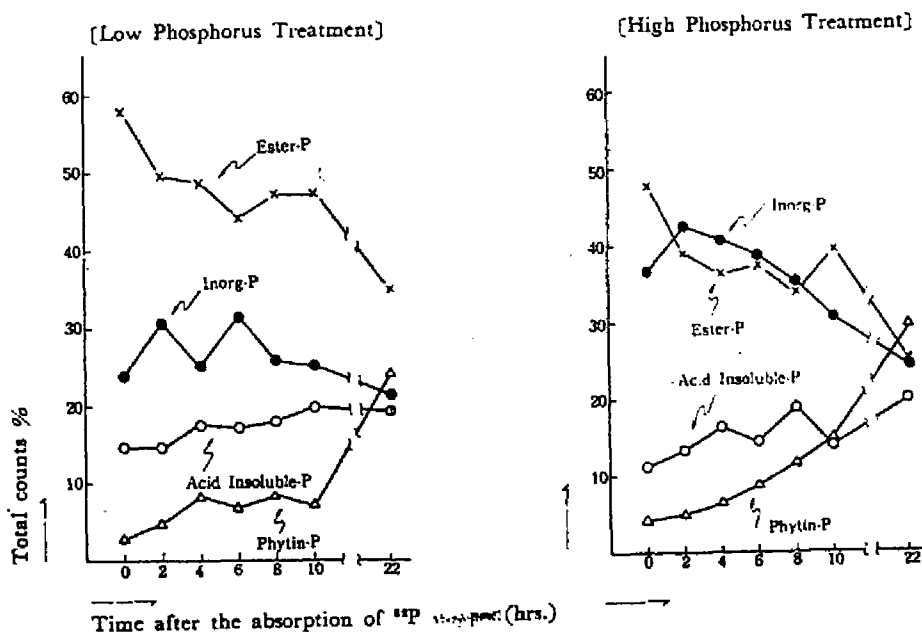 [Low Phosphorus Treatment]
60
50
40
30
20
10
Ester-P
Inorg-P
Acid Insoluble-P
Phytin-P
0 2 4 6 8 10 22
Total counts %
[High Phosphorus Treatment]
60
50
40
30
20
10
Inorg-P
Ester-P
Acid Insoluble-P
Phytin-P
0 2 4 6 8 10 22
Time after the absorption of ³²P (hrs.)